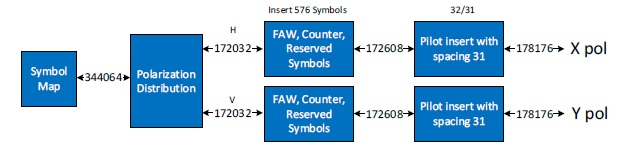 Insert 576 Symbols
32/31
H
Symbol
Map
344064
Polarization
Distribution
172032
FAW, Counter,
Reserved
Symbols
172608
Pilot insert with
spacing 31
178176
X pol
V
172032
FAW, Counter,
Reserved
Symbols
172608
Pilot insert with
spacing 31
178176
Y pol